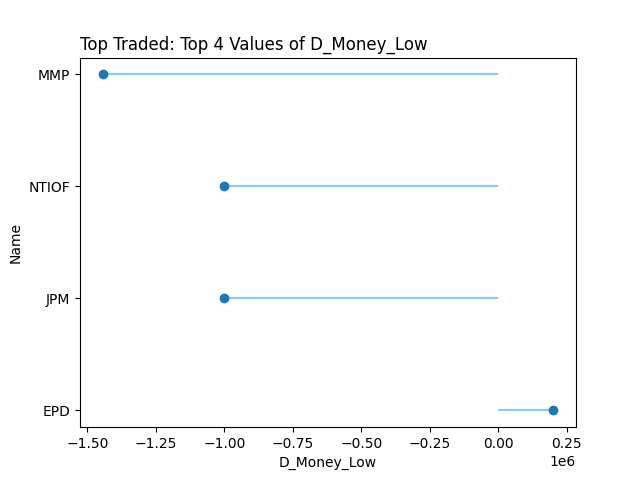 Top Traded: Top 4 Values of D_Money_Low
MMP
NTIOF
JPM
EPD
Name
−1.50 −1.25 −1.00 −0.75 −0.50 −0.25 0.00 0.25
1e6
D_Money_Low